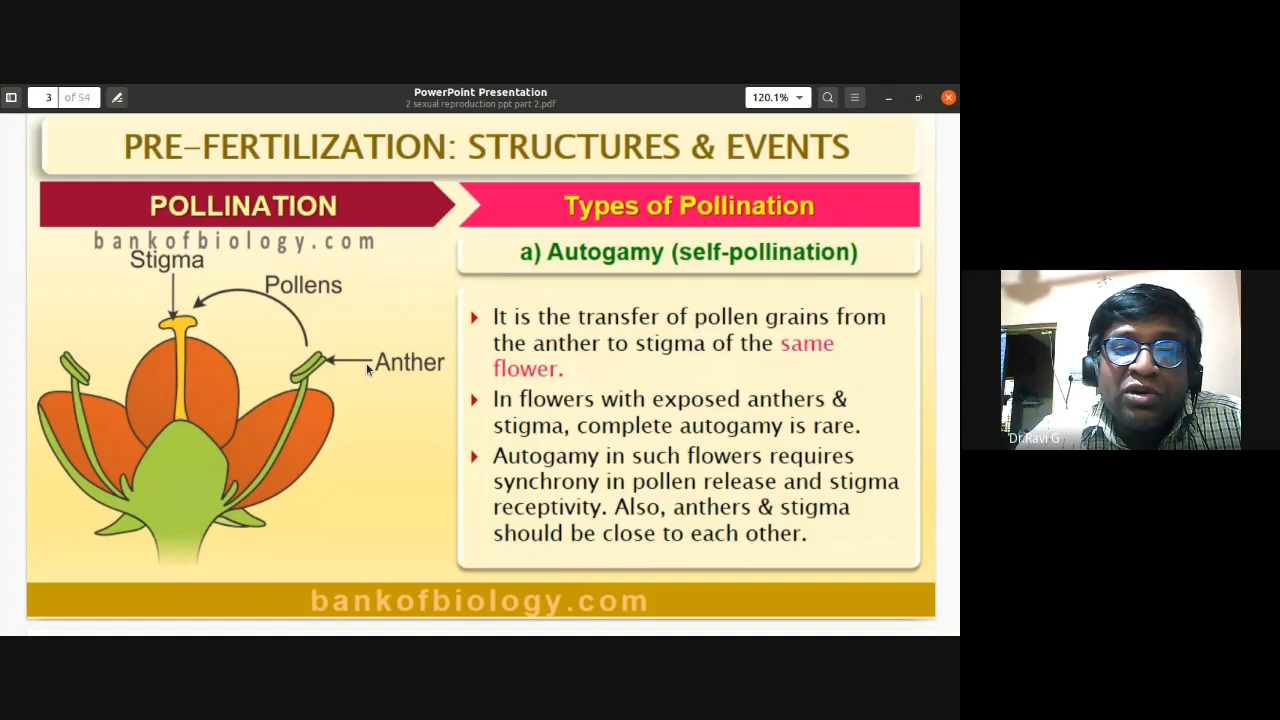 PowerPoint Presentation
2 sexual reproduction ppt part 2.pdf
3 of 54
120.1%
PRE-FERTILIZATION: STRUCTURES & EVENTS
POLLINATION
Types of Pollination
bankofbiology.com
Stigma
Pollens
Anther
a) Autogamy (self-pollination)
It is the transfer of pollen grains from
the anther to stigma of the same
flower.
In flowers with exposed anthers &
stigma, complete autogamy is rare.
Autogamy in such flowers requires
synchrony in pollen release and stigma
receptivity. Also, anthers & stigma
should be close to each other.
bankofbiology.com
Dr.Ravi G